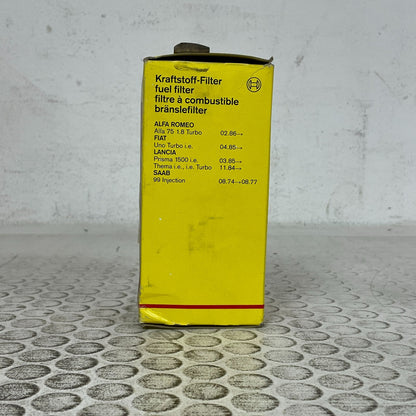 Kraftstoff-Filter
fuel filter
filtre à combustible
bränslefilter
ALFA ROMEO
Alfa 75 1.8 Turbo 02.86→
FIAT
Uno Turbo i.e. 04.85→
LANCIA
Prisma 1500 i.e. 03.85→
Thema i.e., i.e. Turbo 11.84→
SAAB
99 Injection 08.74→08.77